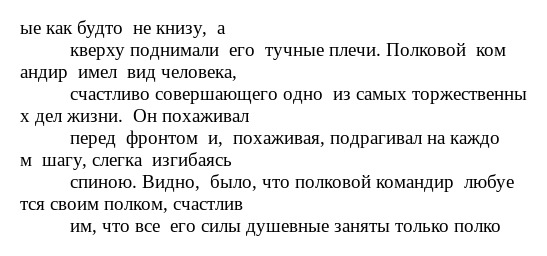 ые как будто  не книзу,  а
кверху поднимали  его  тучные плечи. Полковой  ком
андир  имел  вид человека,
счастливо совершающего одно  из самых торжественны
х дел жизни.  Он похаживал
перед  фронтом  и,  похаживая, подрагивал на каждо
м  шагу, слегка  изгибаясь
спиною. Видно,  было, что полковой командир  любуе
тся своим полком, счастлив
им, что все  его силы душевные заняты только полко